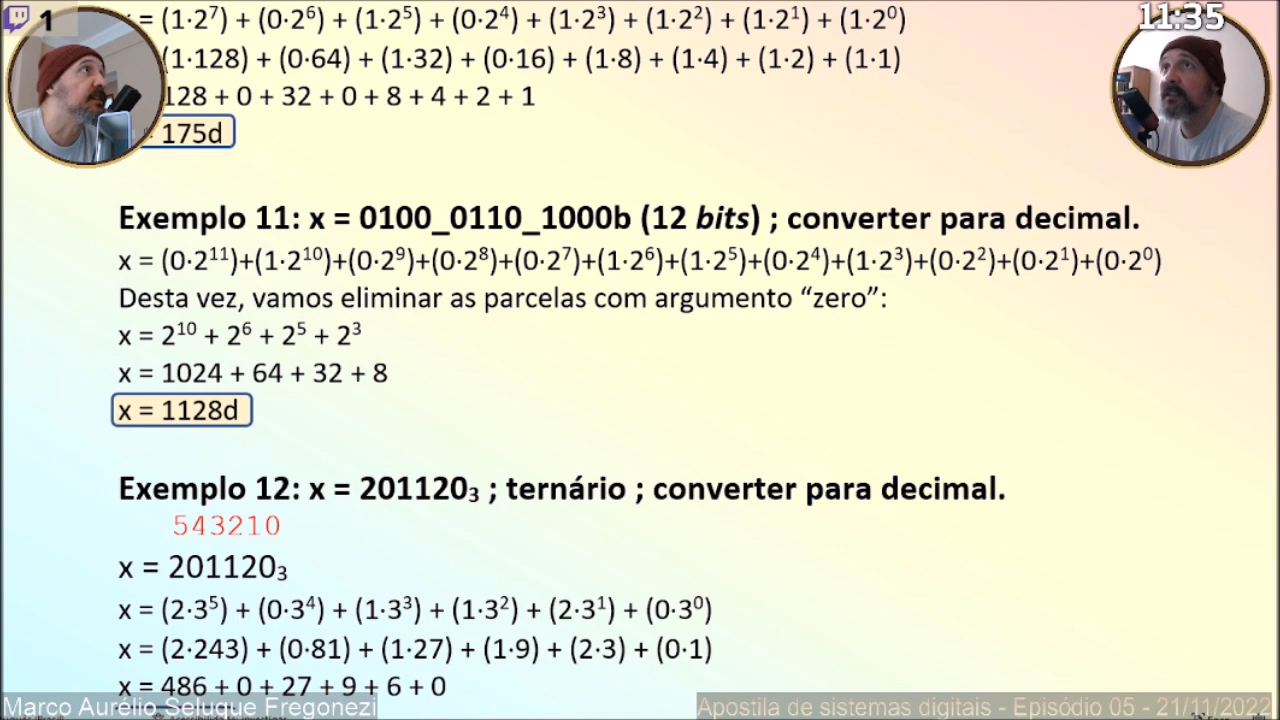 1
11:35
= (1·2⁷) + (0·2⁶) + (1·2⁵) + (0·2⁴) + (1·2³) + (1·2²) + (1·2¹) + (1·2⁰)
(1·128) + (0·64) + (1·32) + (0·16) + (1·8) + (1·4) + (1·2) + (1·1)
128 + 0 + 32 + 0 + 8 + 4 + 2 + 1
= 175d
Exemplo 11: x = 0100_0110_1000b (12 bits) ; converter para decimal.
x = (0·2¹¹)+(1·2¹⁰)+(0·2⁹)+(0·2⁸)+(0·2⁷)+(1·2⁶)+(1·2⁵)+(0·2⁴)+(1·2³)+(0·2²)+(0·2¹)+(0·2⁰)
Desta vez, vamos eliminar as parcelas com argumento “zero”:
x = 2¹⁰ + 2⁶ + 2⁵ + 2³
x = 1024 + 64 + 32 + 8
x = 1128d
Exemplo 12: x = 201120₃ ; ternário ; converter para decimal.
543210
x = 201120₃
x = (2·3⁵) + (0·3⁴) + (1·3³) + (1·3²) + (2·3¹) + (0·3⁰)
x = (2·243) + (0·81) + (1·27) + (1·9) + (2·3) + (0·1)
x = 486 + 0 + 27 + 9 + 6 + 0
Marco Aurélio Seluque Fregonezi
Apostila de sistemas digitais - Episódio 05 - 21/11/2022